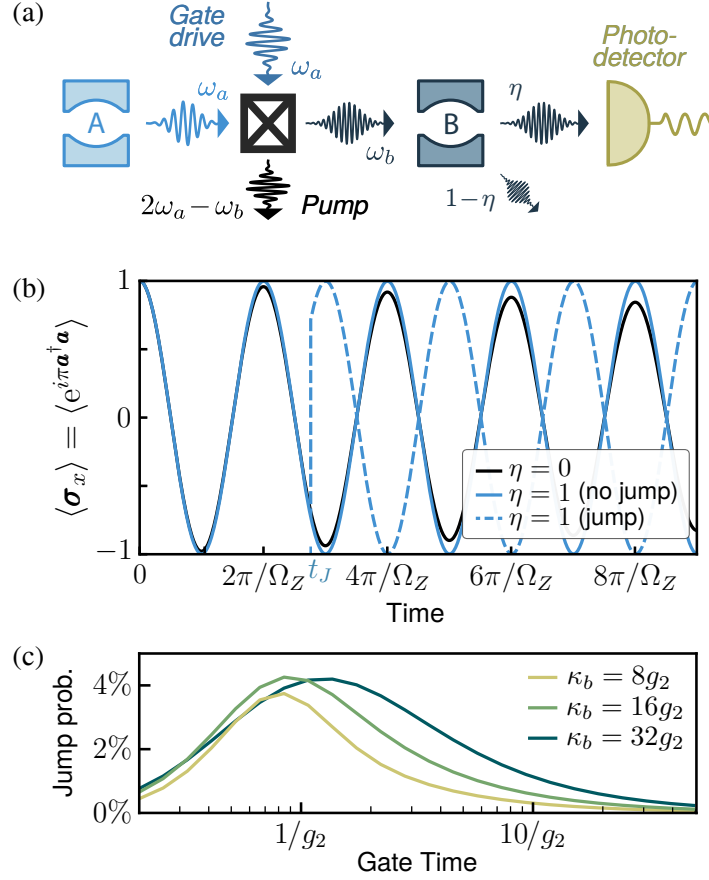 (a)
Gate drive
Photo-detector
ω_a
ω_a
A
B
η
ω_b
2ω_a − ω_b
Pump
1−η
(b)
⟨σ_x⟩ = ⟨e^{iπa†a}⟩
1
0
−1
η = 0
η = 1 (no jump)
η = 1 (jump)
0
2π/Ω_Z
t_J
4π/Ω_Z
6π/Ω_Z
8π/Ω_Z
Time
(c)
Jump prob.
4%
2%
0%
κ_b = 8g_2
κ_b = 16g_2
κ_b = 32g_2
1/g_2
10/g_2
Gate Time